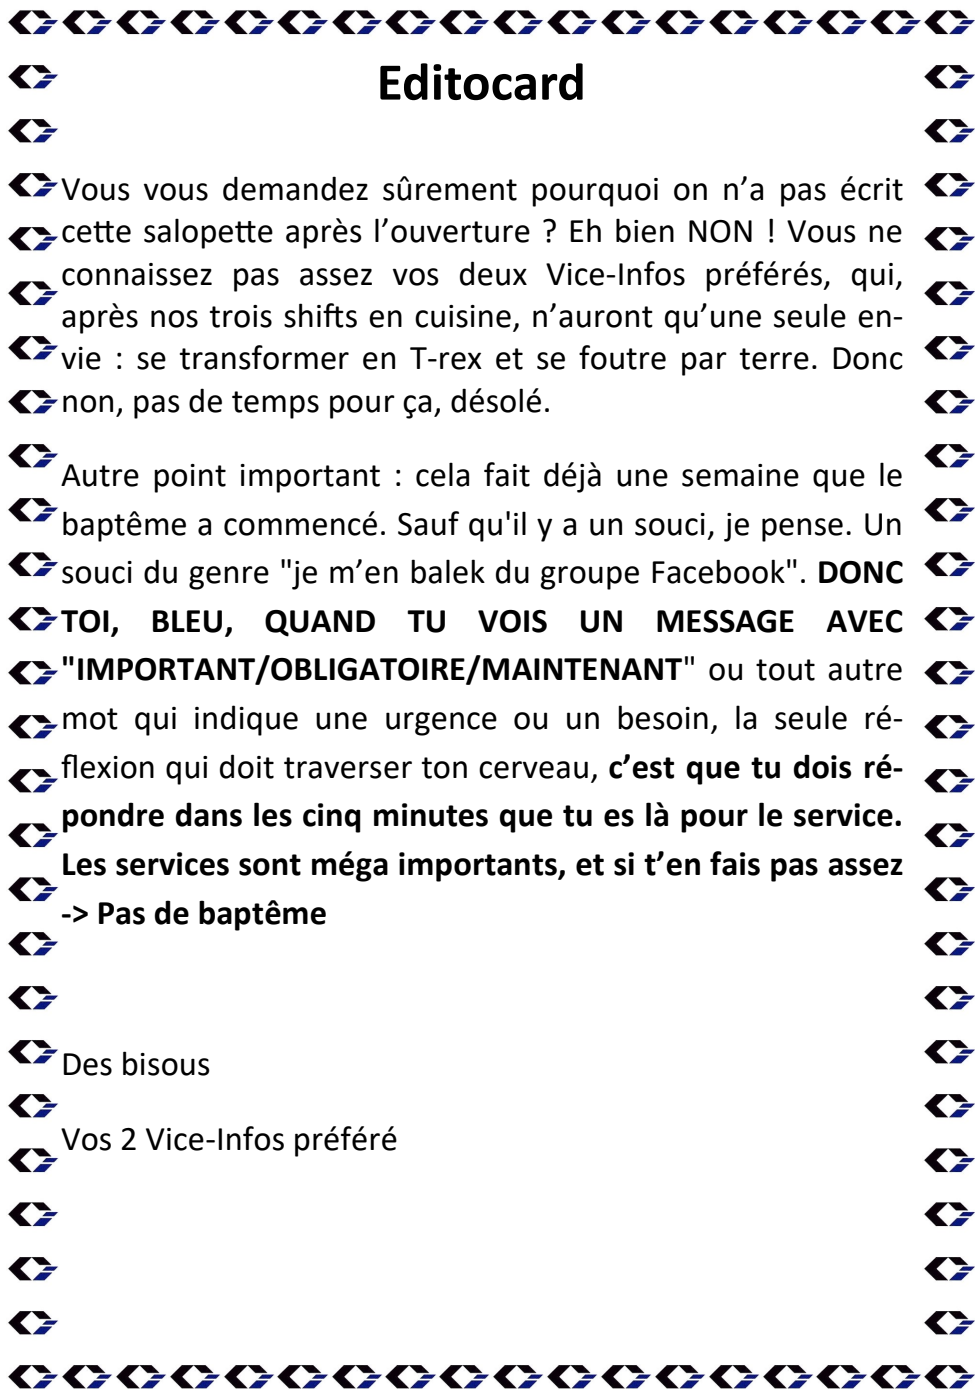 Editocard
Vous vous demandez sûrement pourquoi on n’a pas écrit
cette salopette après l’ouverture ? Eh bien NON ! Vous ne
connaissez pas assez vos deux Vice-Infos préférés, qui,
après nos trois shifts en cuisine, n’auront qu’une seule en-
vie : se transformer en T-rex et se foutre par terre. Donc
non, pas de temps pour ça, désolé.
Autre point important : cela fait déjà une semaine que le
baptême a commencé. Sauf qu'il y a un souci, je pense. Un
souci du genre "je m’en balek du groupe Facebook". DONC
TOI, BLEU, QUAND TU VOIS UN MESSAGE AVEC
"IMPORTANT/OBLIGATOIRE/MAINTENANT" ou tout autre
mot qui indique une urgence ou un besoin, la seule ré-
flexion qui doit traverser ton cerveau, c’est que tu dois ré-
pondre dans les cinq minutes que tu es là pour le service.
Les services sont méga importants, et si t’en fais pas assez
-> Pas de baptême
Des bisous
Vos 2 Vice-Infos préféré